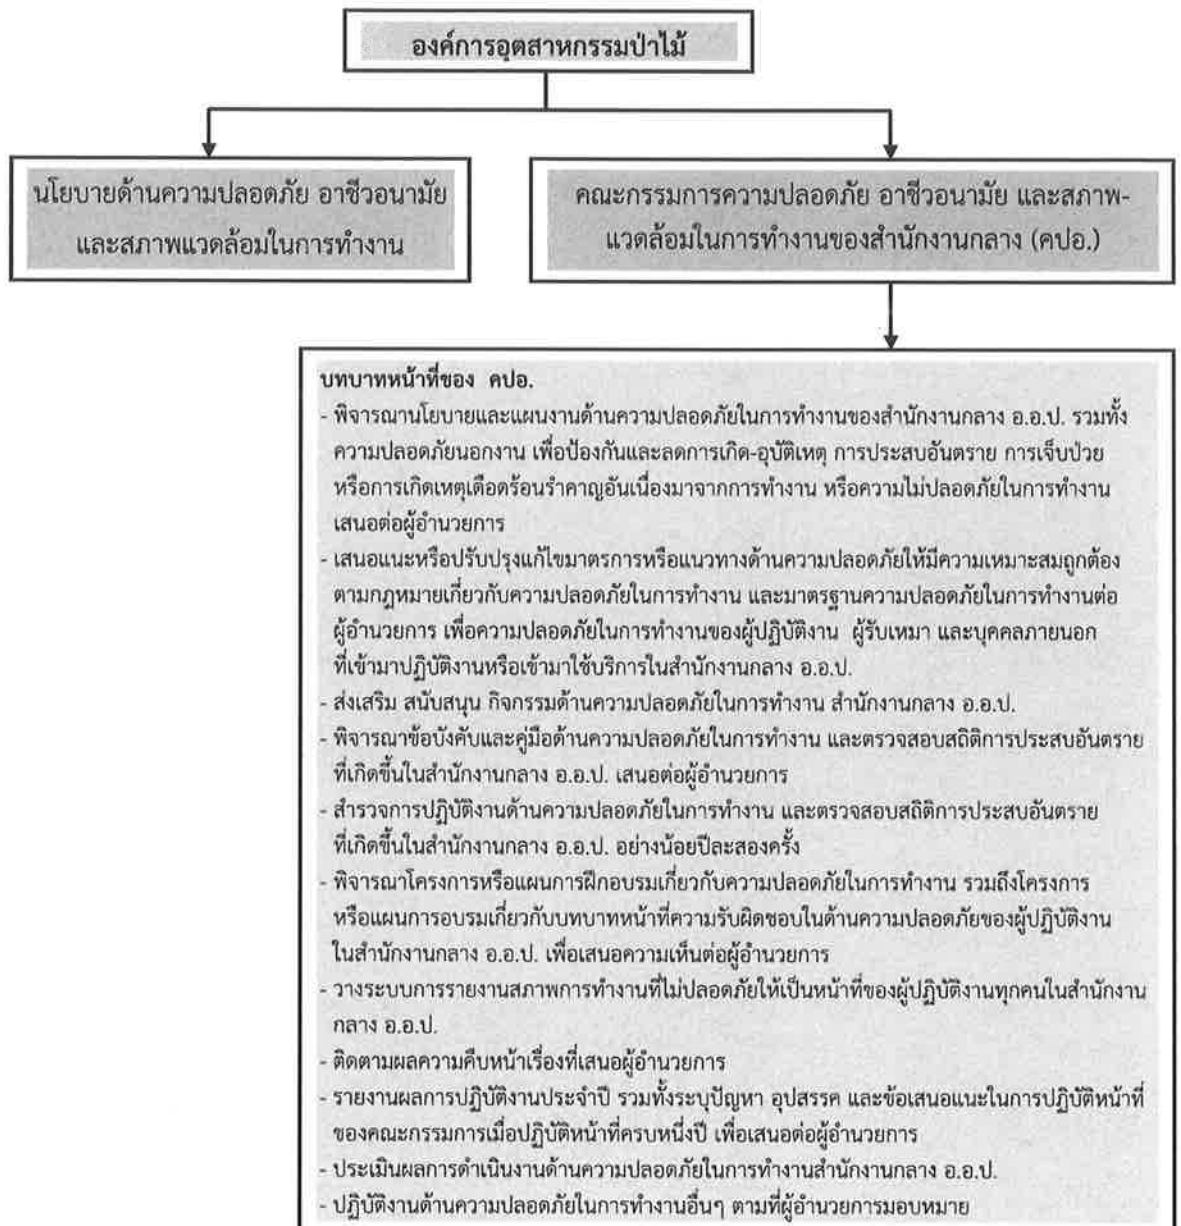 องค์การอุตสาหกรรมป่าไม้
นโยบายด้านความปลอดภัย อาชีวอนามัย
และสภาพแวดล้อมในการทำงาน
คณะกรรมการความปลอดภัย อาชีวอนามัย และสภาพ-
แวดล้อมในการทำงานของสำนักงานกลาง (คปอ.)
บทบาทหน้าที่ของ คปอ.
- พิจารณานโยบายและแผนงานด้านความปลอดภัยในการทำงานของสำนักงานกลาง อ.อ.ป. รวมทั้ง
ความปลอดภัยนอกงาน เพื่อป้องกันและลดการเกิด-อุบัติเหตุ การประสบอันตราย การเจ็บป่วย
หรือการเกิดเหตุเดือดร้อนรำคาญอันเนื่องมาจากการทำงาน หรือความไม่ปลอดภัยในการทำงาน
เสนอต่อผู้อำนวยการ
- เสนอแนะหรือปรับปรุงแก้ไขมาตรการหรือแนวทางด้านความปลอดภัยให้มีความเหมาะสมถูกต้อง
ตามกฎหมายเกี่ยวกับความปลอดภัยในการทำงาน และมาตรฐานความปลอดภัยในการทำงานต่อ
ผู้อำนวยการ เพื่อความปลอดภัยในการทำงานของผู้ปฏิบัติงาน ผู้รับเหมา และบุคคลภายนอก
ที่เข้ามาปฏิบัติงานหรือเข้ามาใช้บริการในสำนักงานกลาง อ.อ.ป.
- ส่งเสริม สนับสนุน กิจกรรมด้านความปลอดภัยในการทำงาน สำนักงานกลาง อ.อ.ป.
- พิจารณาข้อบังคับและคู่มือด้านความปลอดภัยในการทำงาน และตรวจสอบสถิติการประสบอันตราย
ที่เกิดขึ้นในสำนักงานกลาง อ.อ.ป. เสนอต่อผู้อำนวยการ
- สำรวจการปฏิบัติงานด้านความปลอดภัยในการทำงาน และตรวจสอบสถิติการประสบอันตราย
ที่เกิดขึ้นในสำนักงานกลาง อ.อ.ป. อย่างน้อยปีละสองครั้ง
- พิจารณาโครงการหรือแผนการฝึกอบรมเกี่ยวกับความปลอดภัยในการทำงาน รวมถึงโครงการ
หรือแผนการอบรมเกี่ยวกับบทบาทหน้าที่ความรับผิดชอบในด้านความปลอดภัยของผู้ปฏิบัติงาน
ในสำนักงานกลาง อ.อ.ป. เพื่อเสนอความเห็นต่อผู้อำนวยการ
- วางระบบการรายงานสภาพการทำงานที่ไม่ปลอดภัยให้เป็นหน้าที่ของผู้ปฏิบัติงานทุกคนในสำนักงาน
กลาง อ.อ.ป.
- ติดตามผลความคืบหน้าเรื่องที่เสนอผู้อำนวยการ
- รายงานผลการปฏิบัติงานประจำปี รวมทั้งระบุปัญหา อุปสรรค และข้อเสนอแนะในการปฏิบัติหน้าที่
ของคณะกรรมการเมื่อปฏิบัติหน้าที่ครบหนึ่งปี เพื่อเสนอต่อผู้อำนวยการ
- ประเมินผลการดำเนินงานด้านความปลอดภัยในการทำงานสำนักงานกลาง อ.อ.ป.
- ปฏิบัติงานด้านความปลอดภัยในการทำงานอื่นๆ ตามที่ผู้อำนวยการมอบหมาย